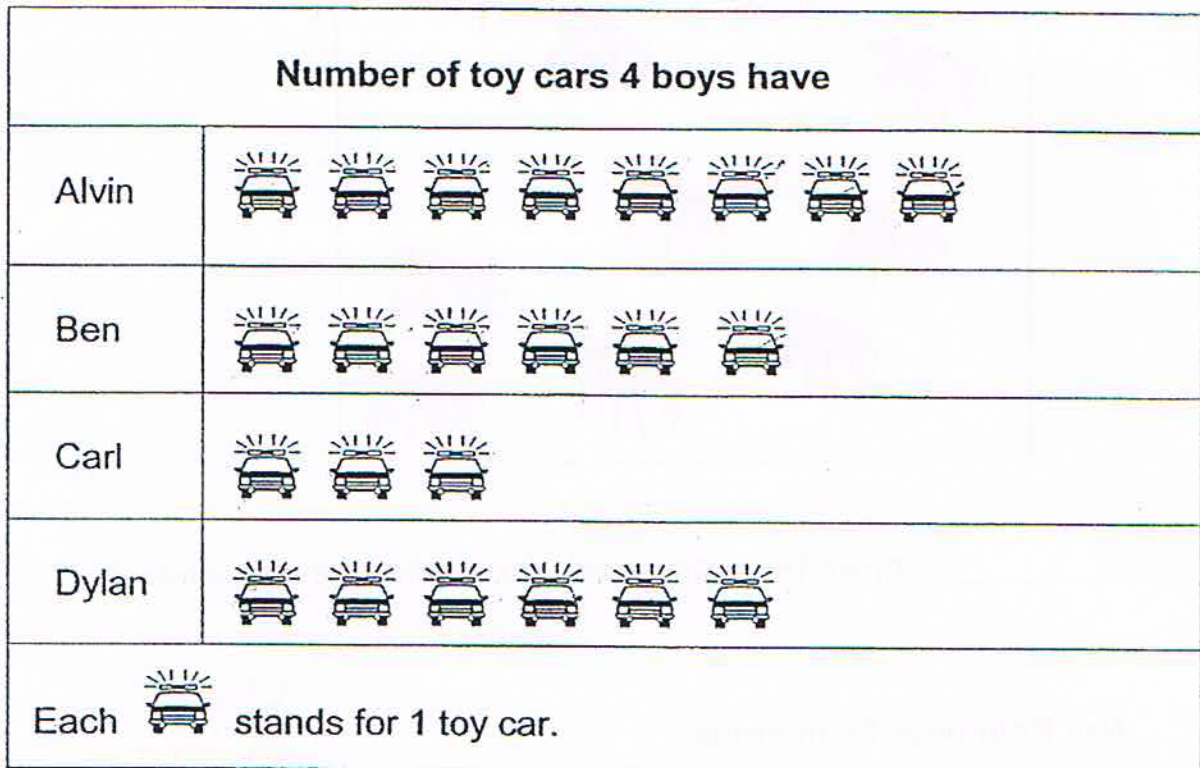 Number of toy cars 4 boys have
Alvin
Ben
Carl
Dylan
Each stands for 1 toy car.